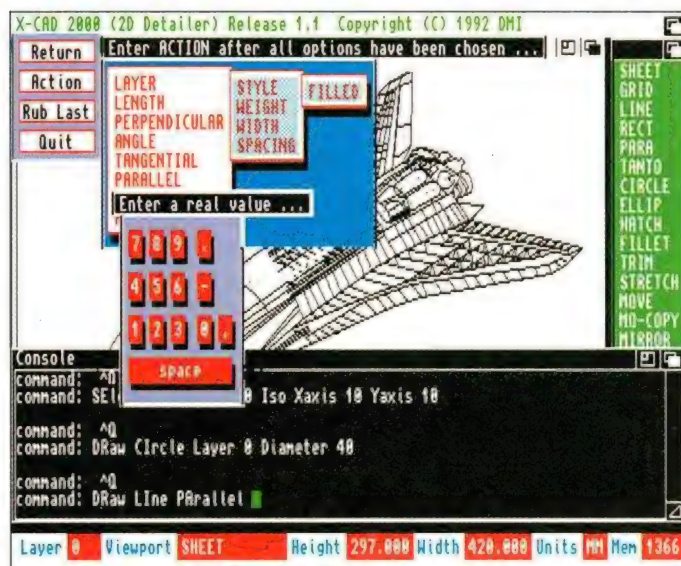 X-CAD 2000 (2D Detailer) Release 1.1 Copyright (C) 1992 DMI
Return
Enter ACTION after all options have been chosen ...
Action
Rub Last
Quit
LAYER
LENGTH
PERPENDICULAR
ANGLE
TANGENTIAL
PARALLEL
STYLE
WEIGHT
WIDTH
SPACING
FILLED
Enter a real value ...
7 8 9 .
4 5 6 -
1 2 3 0 ,
space
SHEET
GRID
LINE
RECT
PARA
TANTO
CIRCLE
ELLIP
HATCH
FILLET
TRIM
STRETCH
MOVE
MO-COPY
MIRROR
Console
command: ^Q
command: SEl 0 Iso Xaxis 10 Yaxis 10
command: ^Q
command: DRaw CIrcle Layer 0 Diameter 40
command: ^Q
command: DRaw LIne PArallel
Layer 0 Viewport SHEET Height 297.000 Width 420.000 Units MM Mem 1366